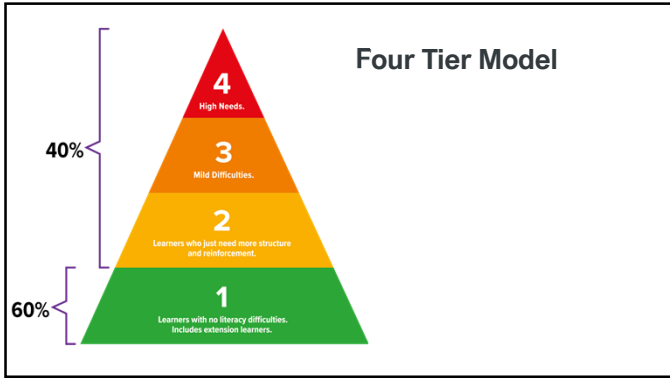 Four Tier Model
4
High Needs.
40%
3
Mild Difficulties.
2
Learners who just need more structure
and reinforcement.
60%
1
Learners with no literacy difficulties.
Includes extension learners.